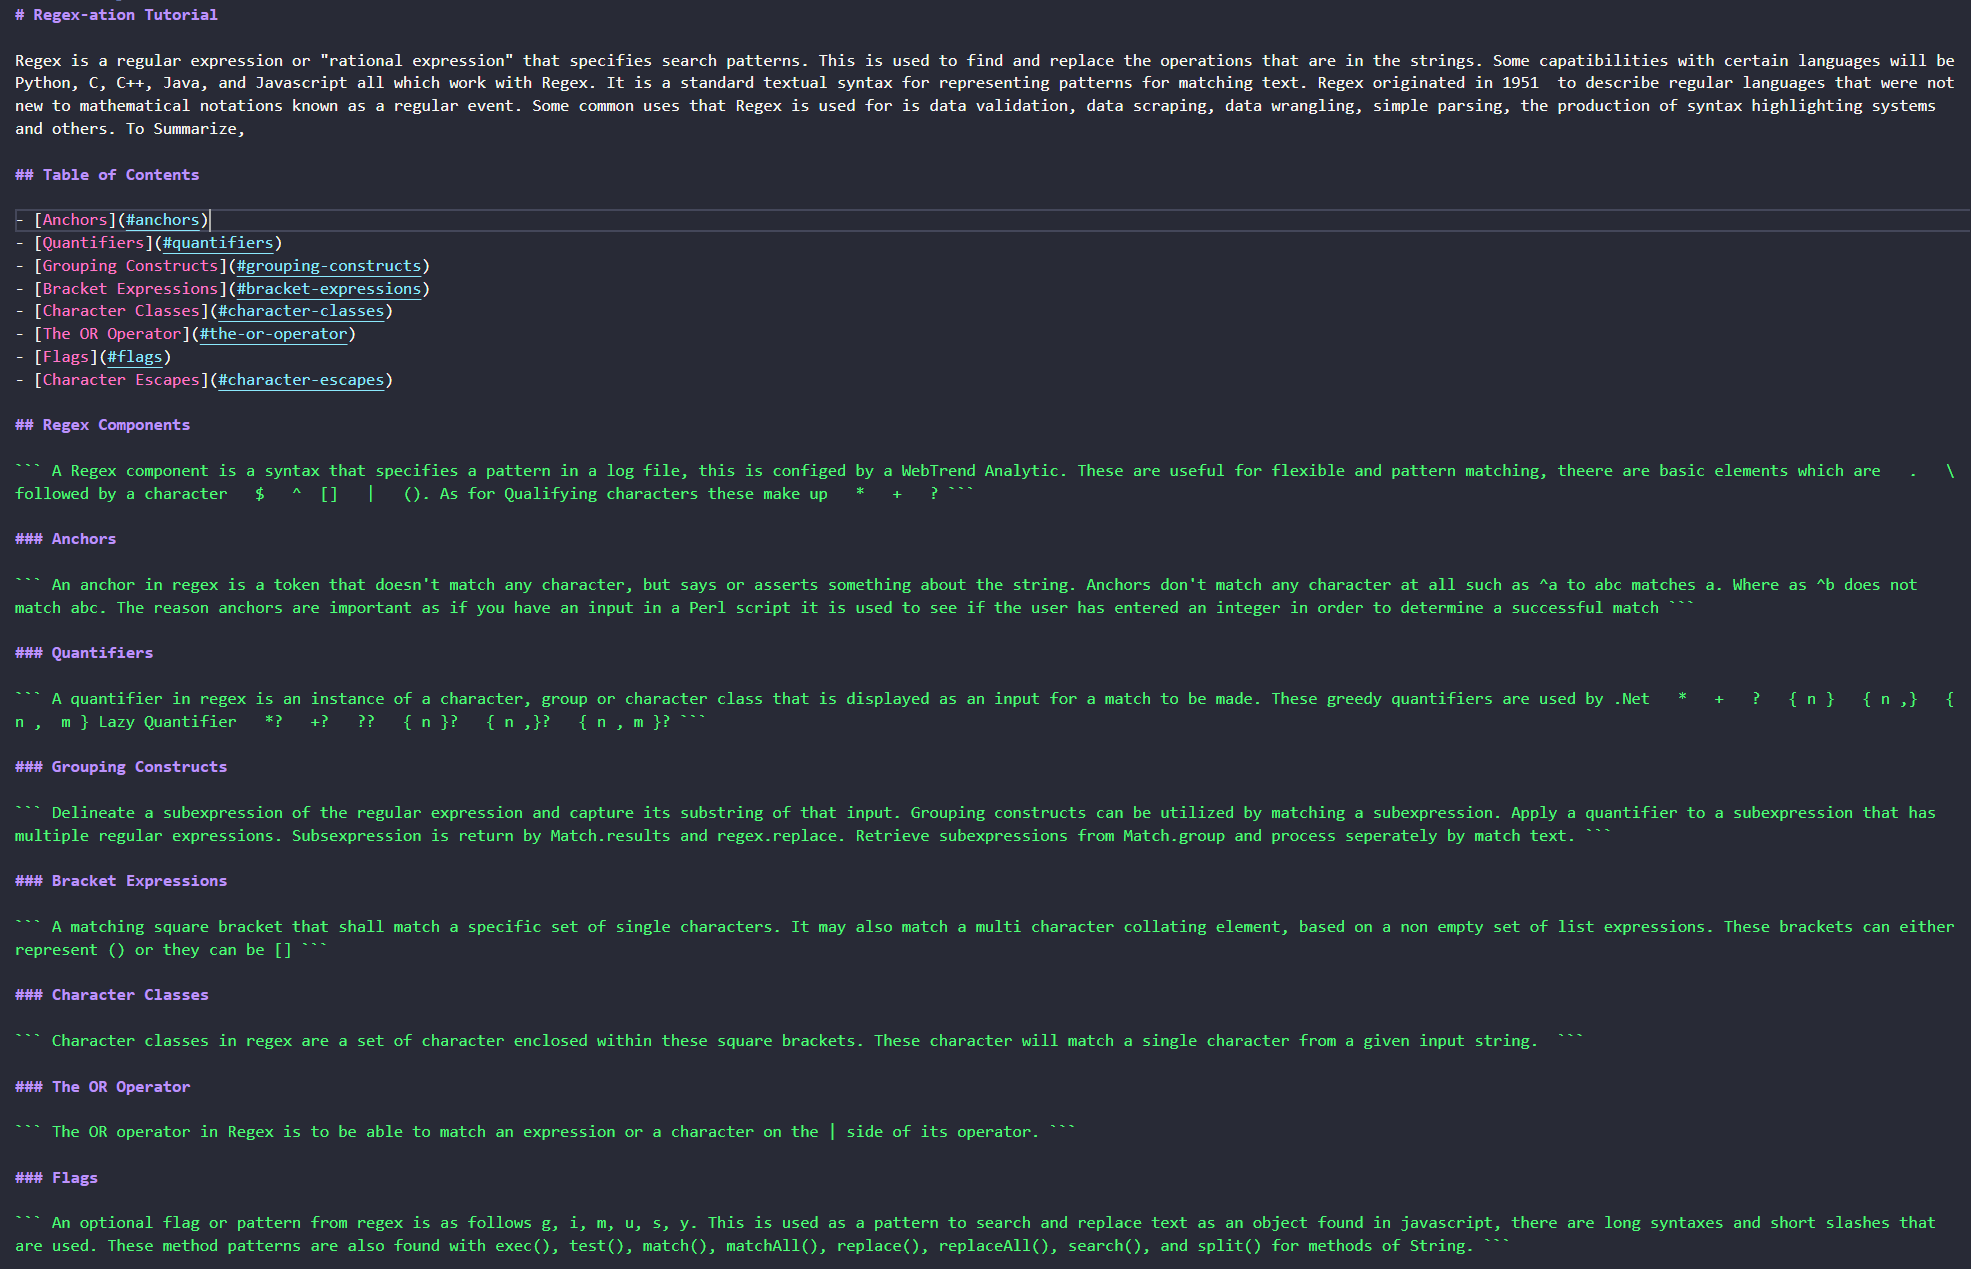 # Regex-ation Tutorial
Regex is a regular expression or "rational expression" that specifies search patterns. This is used to find and replace the operations that are in the strings. Some capatibilities with certain languages will be
Python, C, C++, Java, and Javascript all which work with Regex. It is a standard textual syntax for representing patterns for matching text. Regex originated in 1951  to describe regular languages that were not
new to mathematical notations known as a regular event. Some common uses that Regex is used for is data validation, data scraping, data wrangling, simple parsing, the production of syntax highlighting systems
and others. To Summarize,
## Table of Contents
- [Anchors](#anchors)
- [Quantifiers](#quantifiers)
- [Grouping Constructs](#grouping-constructs)
- [Bracket Expressions](#bracket-expressions)
- [Character Classes](#character-classes)
- [The OR Operator](#the-or-operator)
- [Flags](#flags)
- [Character Escapes](#character-escapes)
## Regex Components
``` A Regex component is a syntax that specifies a pattern in a log file, this is configed by a WebTrend Analytic. These are useful for flexible and pattern matching, theere are basic elements which are   .   \
followed by a character   $   ^  []   |   (). As for Qualifying characters these make up   *   +   ? ```
### Anchors
``` An anchor in regex is a token that doesn't match any character, but says or asserts something about the string. Anchors don't match any character at all such as ^a to abc matches a. Where as ^b does not
match abc. The reason anchors are important as if you have an input in a Perl script it is used to see if the user has entered an integer in order to determine a successful match ```
### Quantifiers
``` A quantifier in regex is an instance of a character, group or character class that is displayed as an input for a match to be made. These greedy quantifiers are used by .Net   *   +   ?   { n }   { n ,}   {
n ,  m } Lazy Quantifier   *?   +?   ??   { n }?   { n ,}?   { n , m }? ```
### Grouping Constructs
``` Delineate a subexpression of the regular expression and capture its substring of that input. Grouping constructs can be utilized by matching a subexpression. Apply a quantifier to a subexpression that has
multiple regular expressions. Subsexpression is return by Match.results and regex.replace. Retrieve subexpressions from Match.group and process seperately by match text. ```
### Bracket Expressions
``` A matching square bracket that shall match a specific set of single characters. It may also match a multi character collating element, based on a non empty set of list expressions. These brackets can either
represent () or they can be [] ```
### Character Classes
``` Character classes in regex are a set of character enclosed within these square brackets. These character will match a single character from a given input string.  ```
### The OR Operator
``` The OR operator in Regex is to be able to match an expression or a character on the | side of its operator. ```
### Flags
``` An optional flag or pattern from regex is as follows g, i, m, u, s, y. This is used as a pattern to search and replace text as an object found in javascript, there are long syntaxes and short slashes that
are used. These method patterns are also found with exec(), test(), match(), matchAll(), replace(), replaceAll(), search(), and split() for methods of String. ```